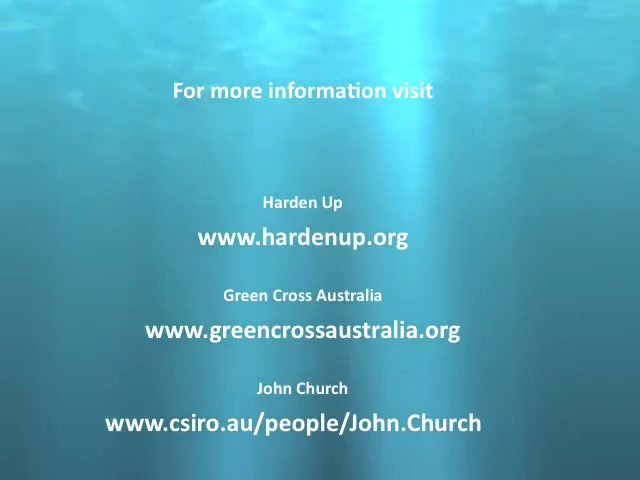 For more information visit
Harden Up
www.hardenup.org
Green Cross Australia
www.greencrossaustralia.org
John Church
www.csiro.au/people/John.Church